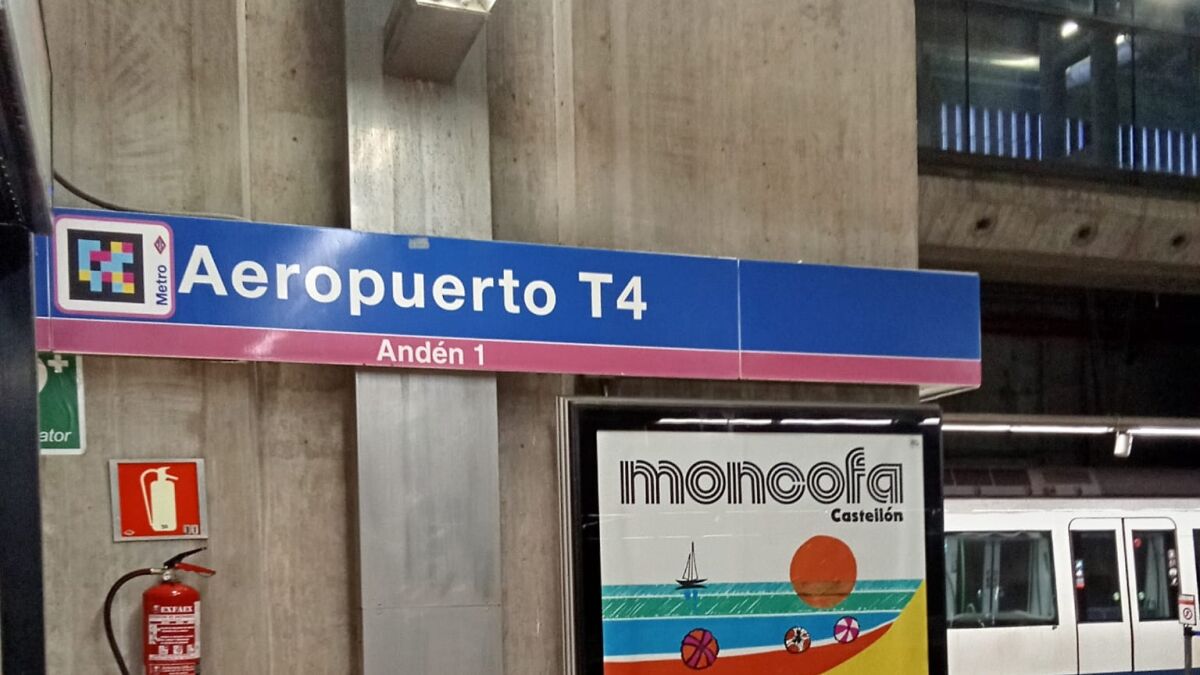 Metro
Aeropuerto T4
Andén 1
ator
moncofa
Castellón
EXFAEX